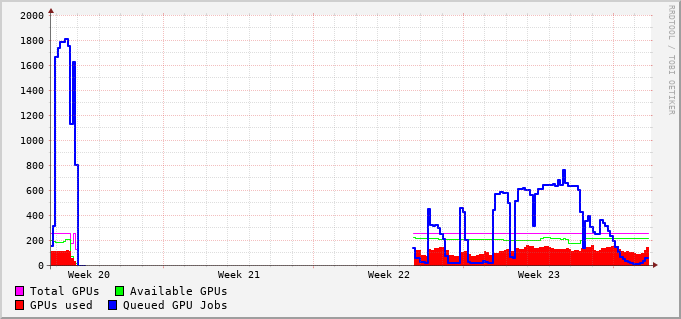 2000
1800
1600
1400
1200
1000
800
600
400
200
0
Week 20 Week 21 Week 22 Week 23
Total GPUs Available GPUs
GPUs used Queued GPU Jobs
RRDTOOL / TOBI OETIKER